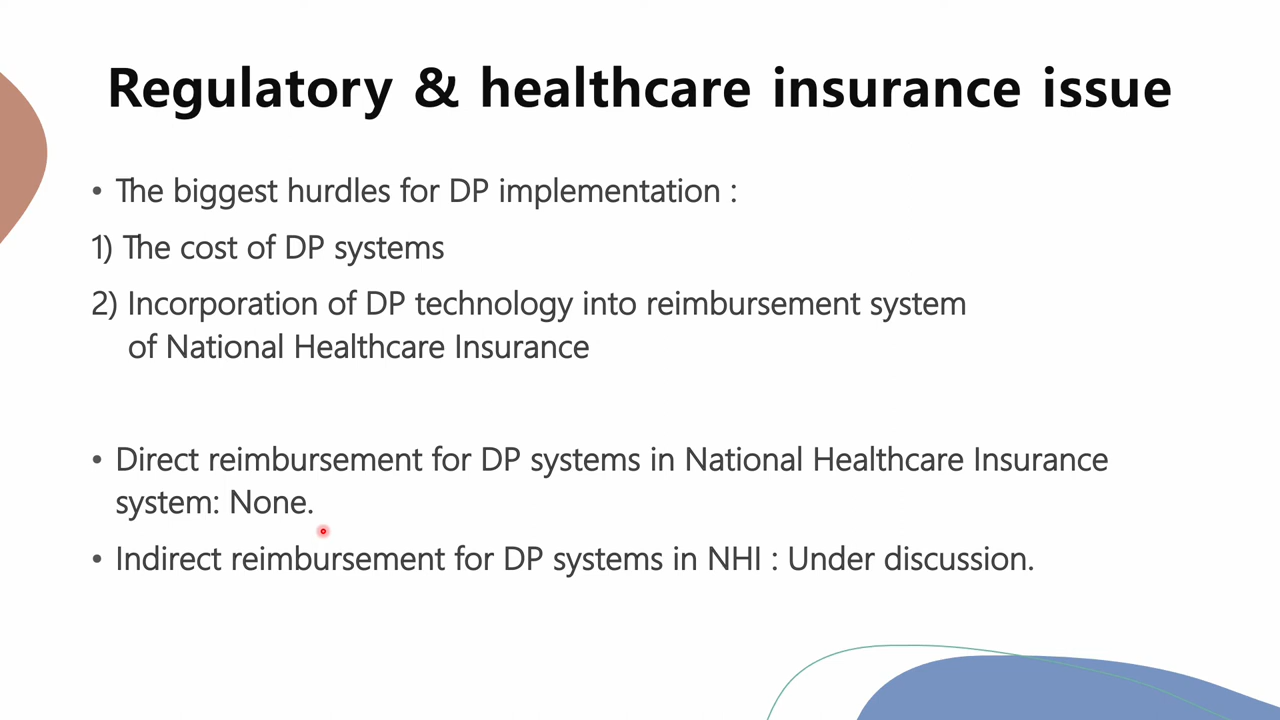 Regulatory & healthcare insurance issue
• The biggest hurdles for DP implementation :
1) The cost of DP systems
2) Incorporation of DP technology into reimbursement system
of National Healthcare Insurance
• Direct reimbursement for DP systems in National Healthcare Insurance
system: None.
• Indirect reimbursement for DP systems in NHI : Under discussion.